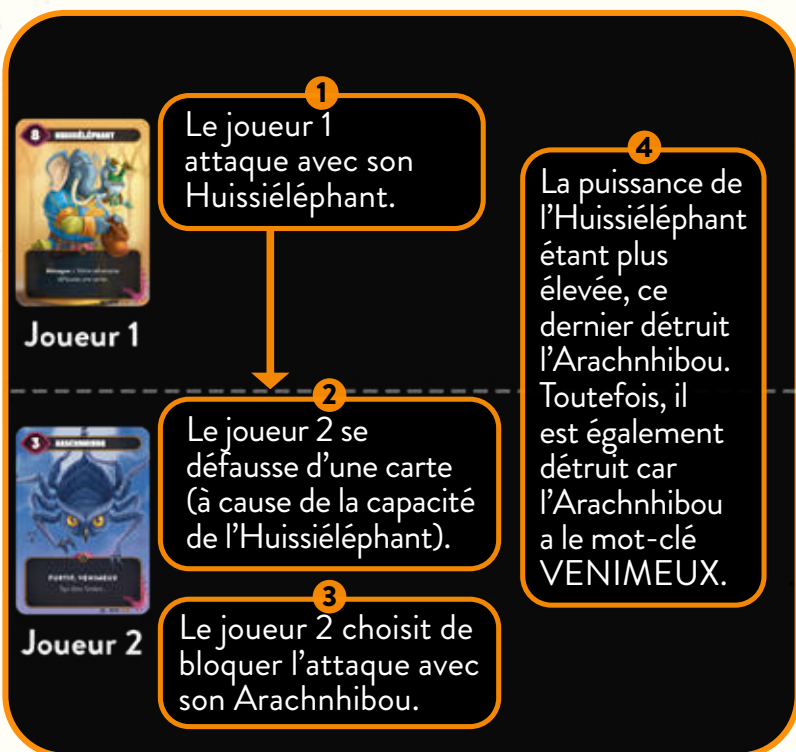 8 HUISSIÉLÉPHANT
Joueur 1
1
Le joueur 1
attaque avec son
Huissiéléphant.
3 ARACHNHIBOU
FURTIF, VENIMEUX
Joueur 2
2
Le joueur 2 se
défausse d’une carte
(à cause de la capacité
de l’Huissiéléphant).
3
Le joueur 2 choisit de
bloquer l’attaque avec
son Arachnhibou.
4
La puissance de
l’Huissiéléphant
étant plus
élevée, ce
dernier détruit
l’Arachnhibou.
Toutefois, il
est également
détruit car
l’Arachnhibou
a le mot-clé
VENIMEUX.